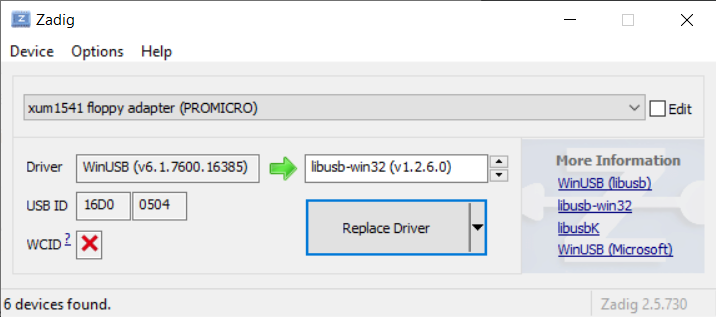 Zadig
Device Options Help
xum1541 floppy adapter (PROMICRO) Edit
Driver WinUSB (v6.1.7600.16385) libusb-win32 (v1.2.6.0)
USB ID 16D0 0504
WCID ?
Replace Driver
More Information
WinUSB (libusb)
libusb-win32
libusbK
WinUSB (Microsoft)
6 devices found. Zadig 2.5.730